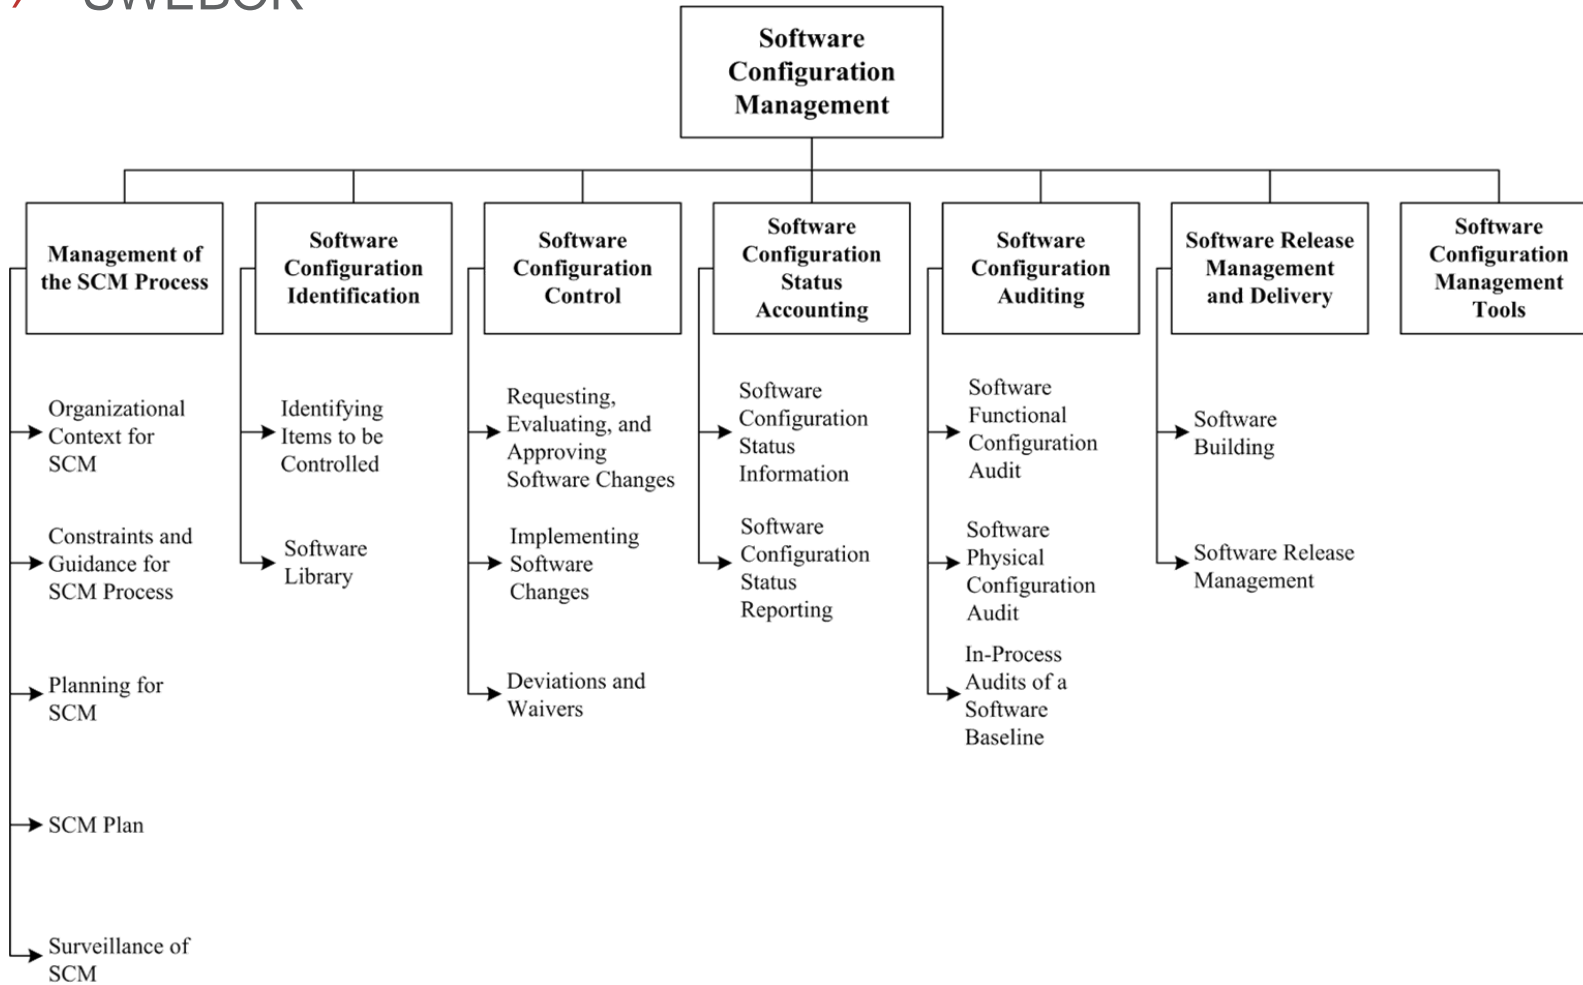 SWEBOK
Software
Configuration
Management
Management of
the SCM Process
Software
Configuration
Identification
Software
Configuration
Control
Software
Configuration
Status
Accounting
Software
Configuration
Auditing
Software Release
Management
and Delivery
Software
Configuration
Management
Tools
Organizational
Context for
SCM
Constraints and
Guidance for
SCM Process
Planning for
SCM
SCM Plan
Surveillance of
SCM
Identifying
Items to be
Controlled
Software
Library
Requesting,
Evaluating, and
Approving
Software Changes
Implementing
Software
Changes
Deviations and
Waivers
Software
Configuration
Status
Information
Software
Configuration
Status
Reporting
Software
Functional
Configuration
Audit
Software
Physical
Configuration
Audit
In-Process
Audits of a
Software
Baseline
Software
Building
Software Release
Management